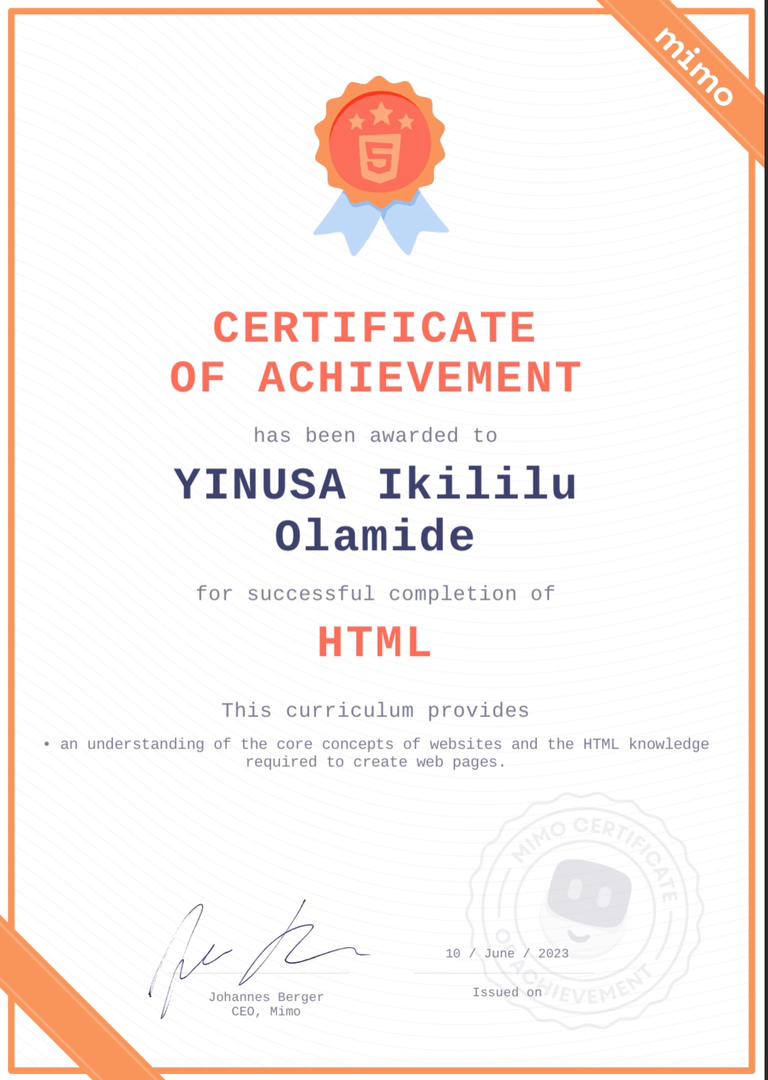 mimo
5
CERTIFICATE
OF ACHIEVEMENT
has been awarded to
YINUSA Ikililu
Olamide
for successful completion of
HTML
This curriculum provides
• an understanding of the core concepts of websites and the HTML knowledge
required to create web pages.
MIMO CERTIFICATE
OF ACHIEVEMENT
10 / June / 2023
Johannes Berger
CEO, Mimo
Issued on